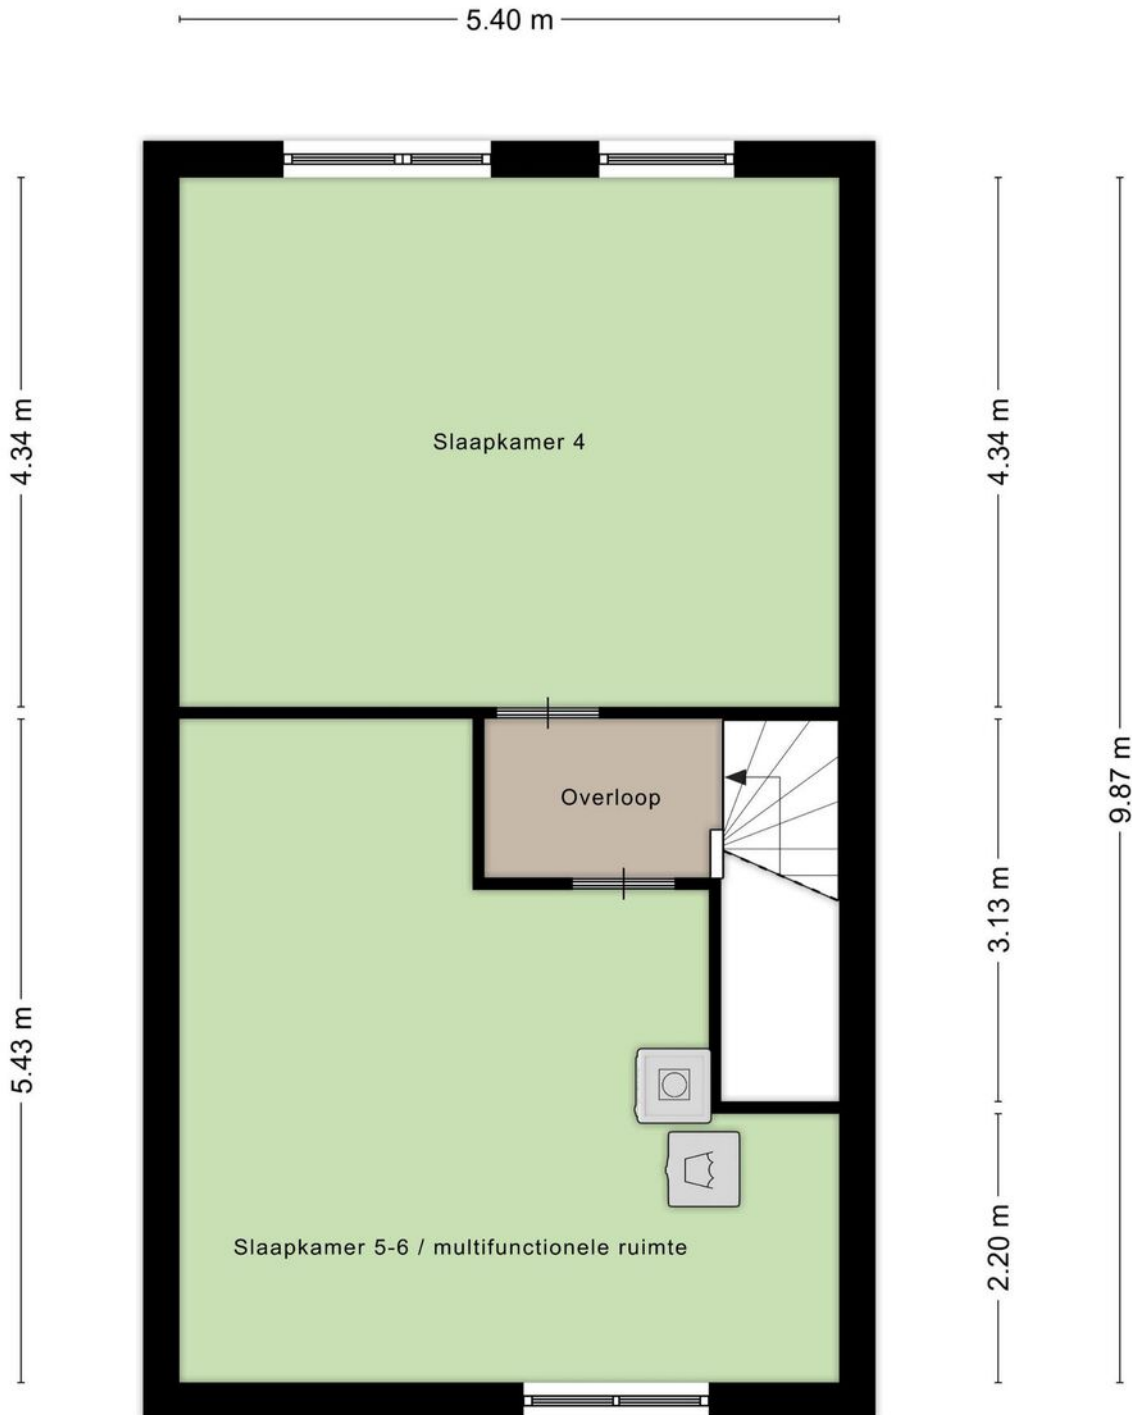 5.40 m
4.34 m
4.34 m
Slaapkamer 4
9.87 m
Overloop
3.13 m
5.43 m
2.20 m
Slaapkamer 5-6 / multifunctionele ruimte